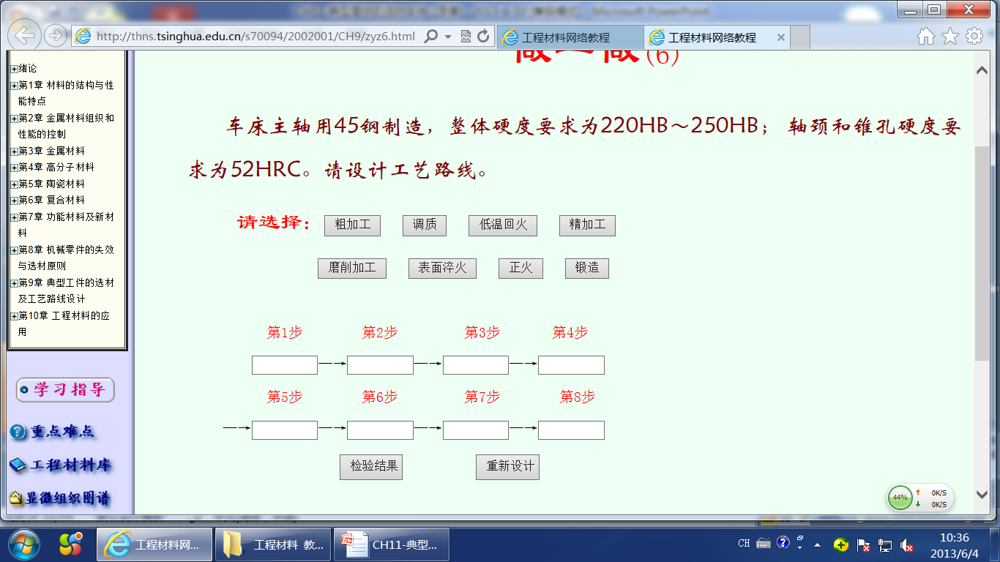 http://thns.tsinghua.edu.cn/s70094/2002001/CH9/zyz6.html
工程材料网络教程
工程材料网络教程
绪论
第1章 材料的结构与性
能特点
第2章 金属材料组织和
性能的控制
第3章 金属材料
第4章 高分子材料
第5章 陶瓷材料
第6章 复合材料
第7章 功能材料及新材
料
第8章 机械零件的失效
与选材原则
第9章 典型工件的选材
及工艺路线设计
第10章 工程材料的应
用
学习指导
重点难点
工程材料库
显微组织图谱
做一做(6)
车床主轴用45钢制造，整体硬度要求为220HB～250HB； 轴颈和锥孔硬度要
求为52HRC。请设计工艺路线。
请选择：
粗加工
调质
低温回火
精加工
磨削加工
表面淬火
正火
锻造
第1步
第2步
第3步
第4步
第5步
第6步
第7步
第8步
检验结果
重新设计
44%
0K/S
0K/S
工程材料网...
工程材料 教...
CH11-典型...
CH
10:36
2013/6/4